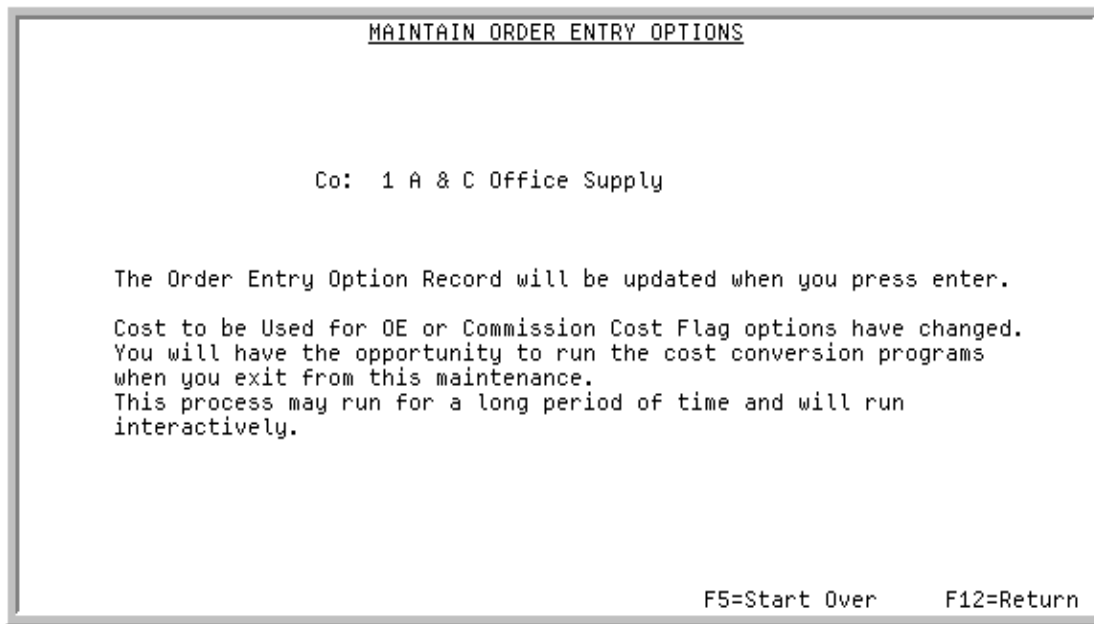 MAINTAIN ORDER ENTRY OPTIONS
Co: 1 A & C Office Supply
The Order Entry Option Record will be updated when you press enter.
Cost to be Used for OE or Commission Cost Flag options have changed.
You will have the opportunity to run the cost conversion programs
when you exit from this maintenance.
This process may run for a long period of time and will run
interactively.
F5=Start Over F12=Return